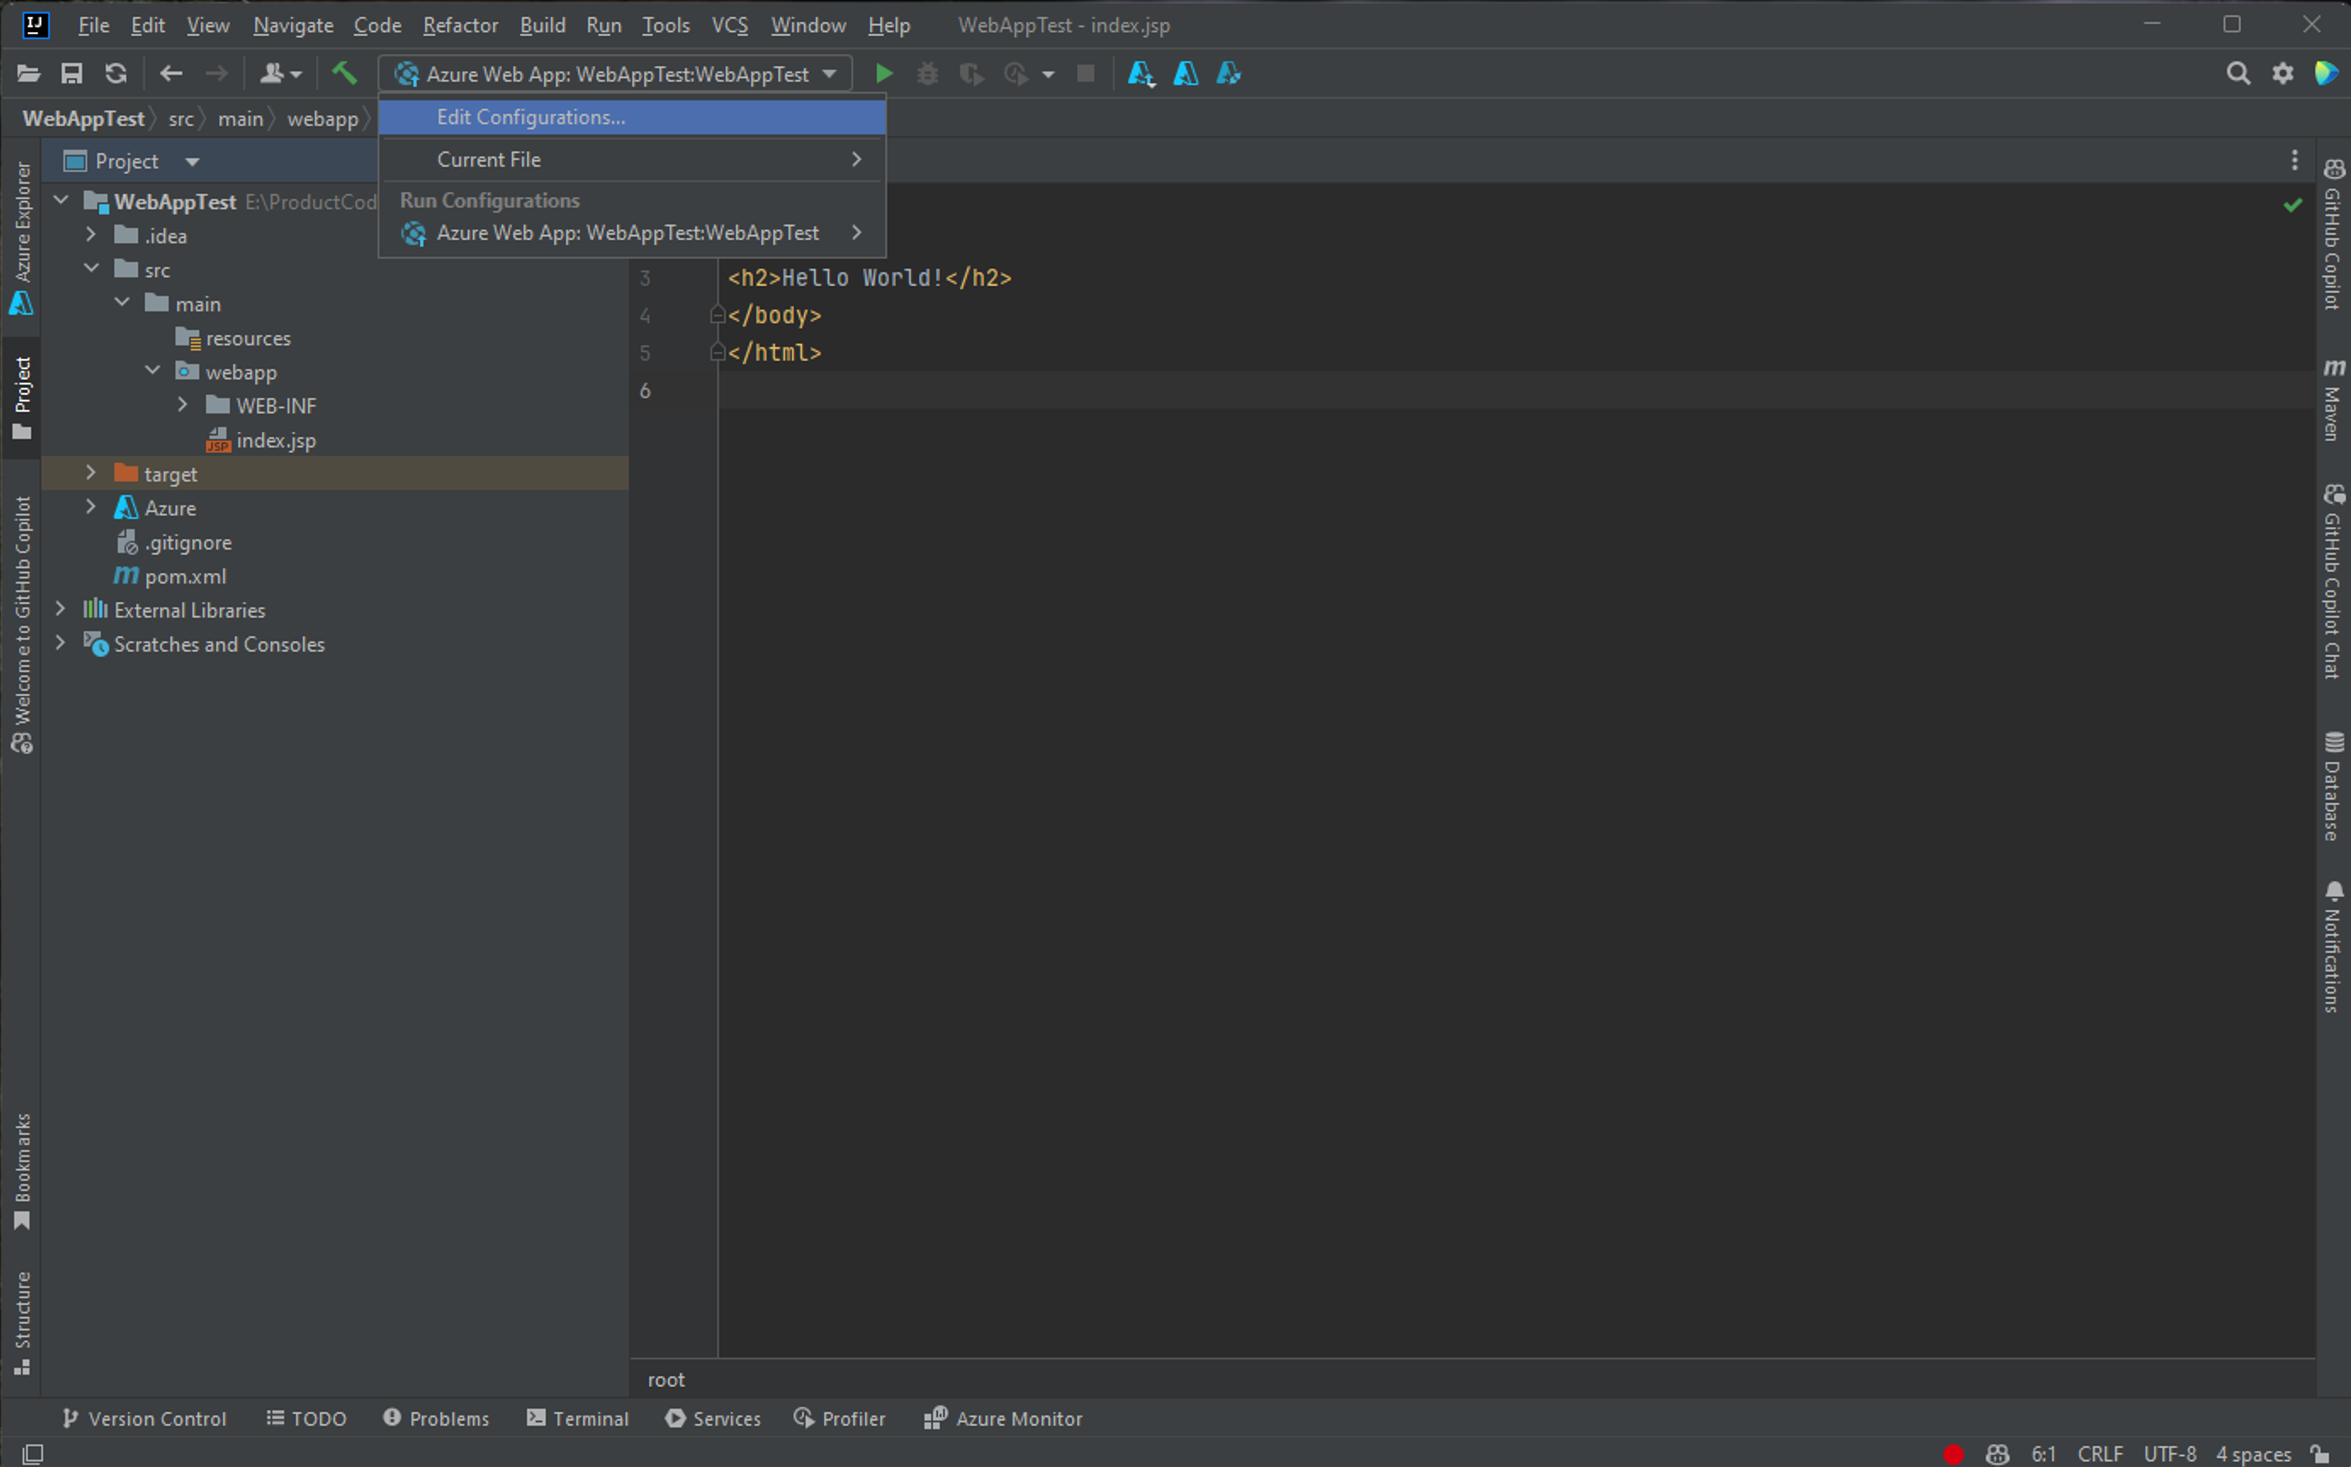 IJ File Edit View Navigate Code Refactor Build Run Tools VCS Window Help WebAppTest - index.jsp
Azure Web App: WebAppTest:WebAppTest
WebAppTest src main webapp
Edit Configurations...
Current File
Run Configurations
Azure Web App: WebAppTest:WebAppTest
Project
WebAppTest E:\ProductCod
.idea
src
main
resources
webapp
WEB-INF
JSP index.jsp
target
Azure
.gitignore
m pom.xml
External Libraries
Scratches and Consoles
3 <h2>Hello World!</h2>
4 </body>
5 </html>
6
root
Azure Explorer
Project
Welcome to GitHub Copilot
Bookmarks
Structure
GitHub Copilot
m Maven
GitHub Copilot Chat
Database
Notifications
Version Control TODO Problems Terminal Services Profiler Azure Monitor
6:1 CRLF UTF-8 4 spaces